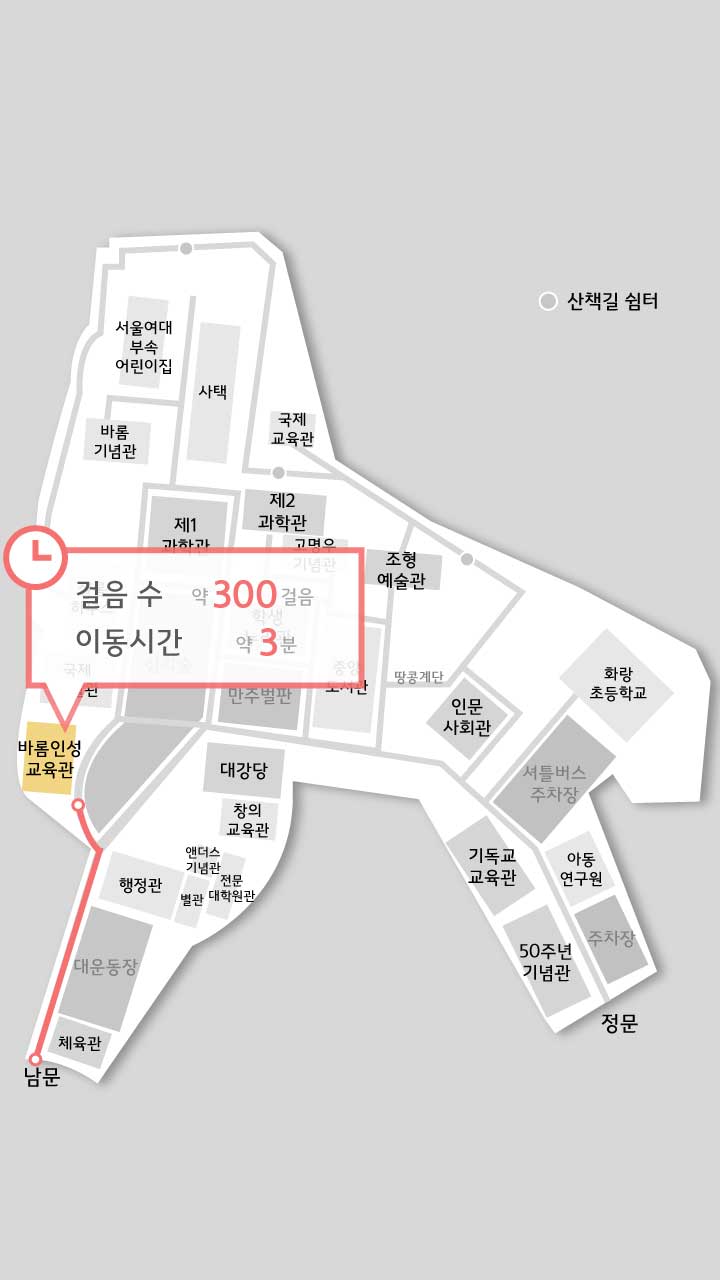 산책길 쉼터
서울여대
부속
어린이집
사택
바롬
기념관
국제
교육관
제1
과학관
제2
과학관
고명우
기념관
조형
예술관
걸음 수 약 300 걸음
이동시간 약 3 분
학생
국제
중앙
도서관
만주벌판
땅콩계단
인문
사회관
화랑
초등학교
셔틀버스
주차장
바롬인성
교육관
대강당
창의
교육관
앤더스
기념관
전문
대학원관
별관
행정관
대운동장
체육관
남문
기독교
교육관
아동
연구원
50주년
기념관
주차장
정문